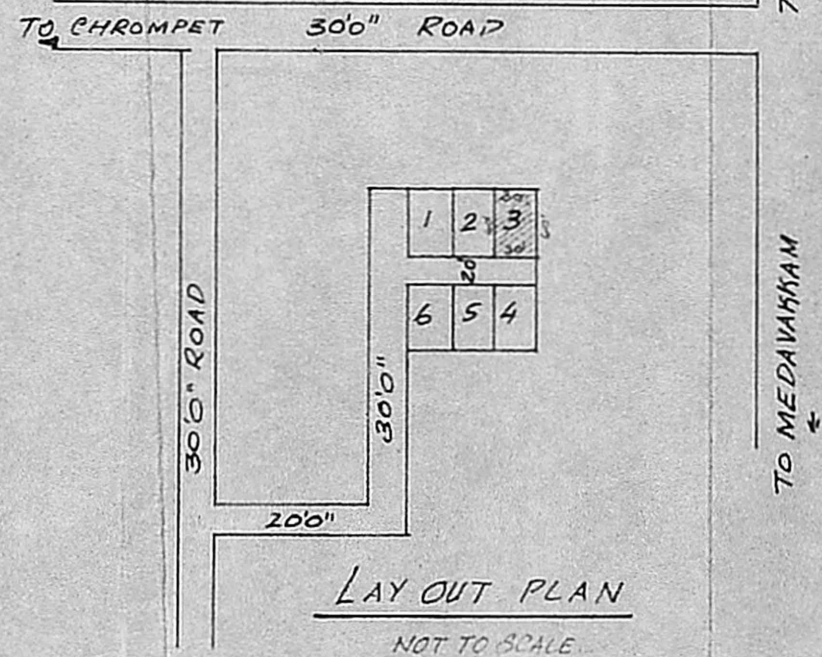 TO CHROMPET 30'0" ROAD
1 2 3
30'
20'
6 5 4
30'0" ROAD
30'0"
TO MEDAVAKKAM
20'0"
LAY OUT PLAN
NOT TO SCALE